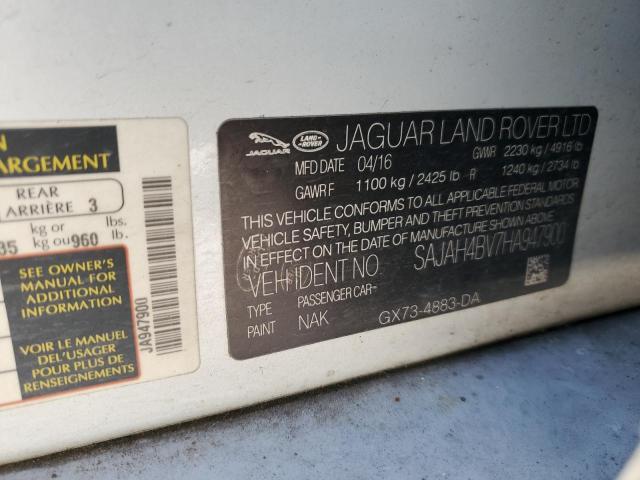 N
ARGEMENT
REAR
ARRIÈRE 3
kg or lbs.
35 kg ou 960 lb.
SEE OWNER'S
MANUAL FOR
ADDITIONAL
INFORMATION
VOIR LE MANUEL
DEL'USAGER
POUR PLUS DE
RENSEIGNEMENTS
JA947900
JAGUAR
LAND ROVER
JAGUAR LAND ROVER LTD
MFD DATE 04/16 GVWR 2230 kg / 4916 lb
GAWR F 1100 kg / 2425 lb R 1240 kg / 2734 lb
THIS VEHICLE CONFORMS TO ALL APPLICABLE FEDERAL MOTOR
VEHICLE SAFETY, BUMPER AND THEFT PREVENTION STANDARDS
IN EFFECT ON THE DATE OF MANUFACTURE SHOWN ABOVE.
VEH IDENT NO. SAJAH4BV7HA947900
TYPE PASSENGER CAR-
PAINT NAK GX73-4883-DA